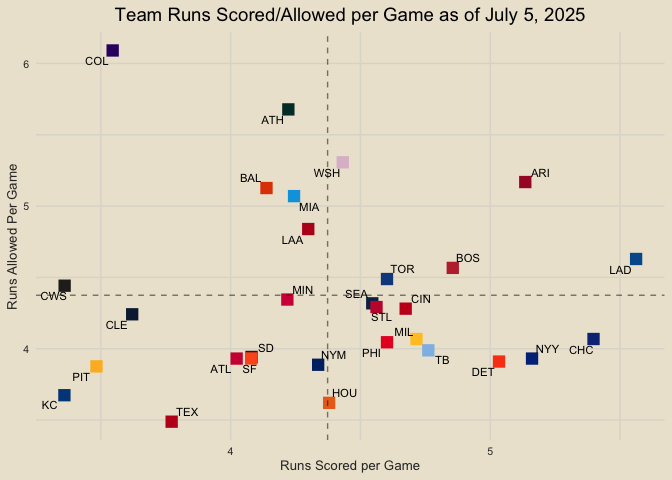 Team Runs Scored/Allowed per Game as of July 5, 2025
6
COL
ATH
WSH
ARI
BAL
MIA
5
Runs Allowed Per Game
LAA
BOS
TOR
LAD
MIN
SEA
CIN
CWS
STL
CLE
MIL
4
SD
NYM
PHI
TB
NYY
CHC
ATL
SF
DET
PIT
HOU
KC
TEX
4
5
Runs Scored per Game